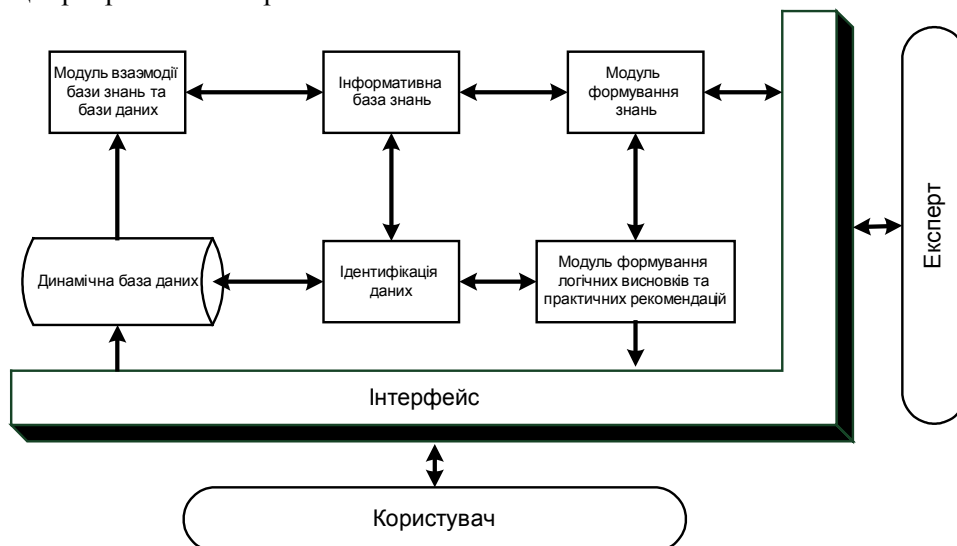 Модуль взаэмодії
бази знань та
бази даних
Інформативна
база знань
Модуль
формування
знань
Експерт
Динамічна база даних
Ідентифікація
даних
Модуль формування
логічних висновків та
практичних рекомендацій
Інтерфейс
Користувач